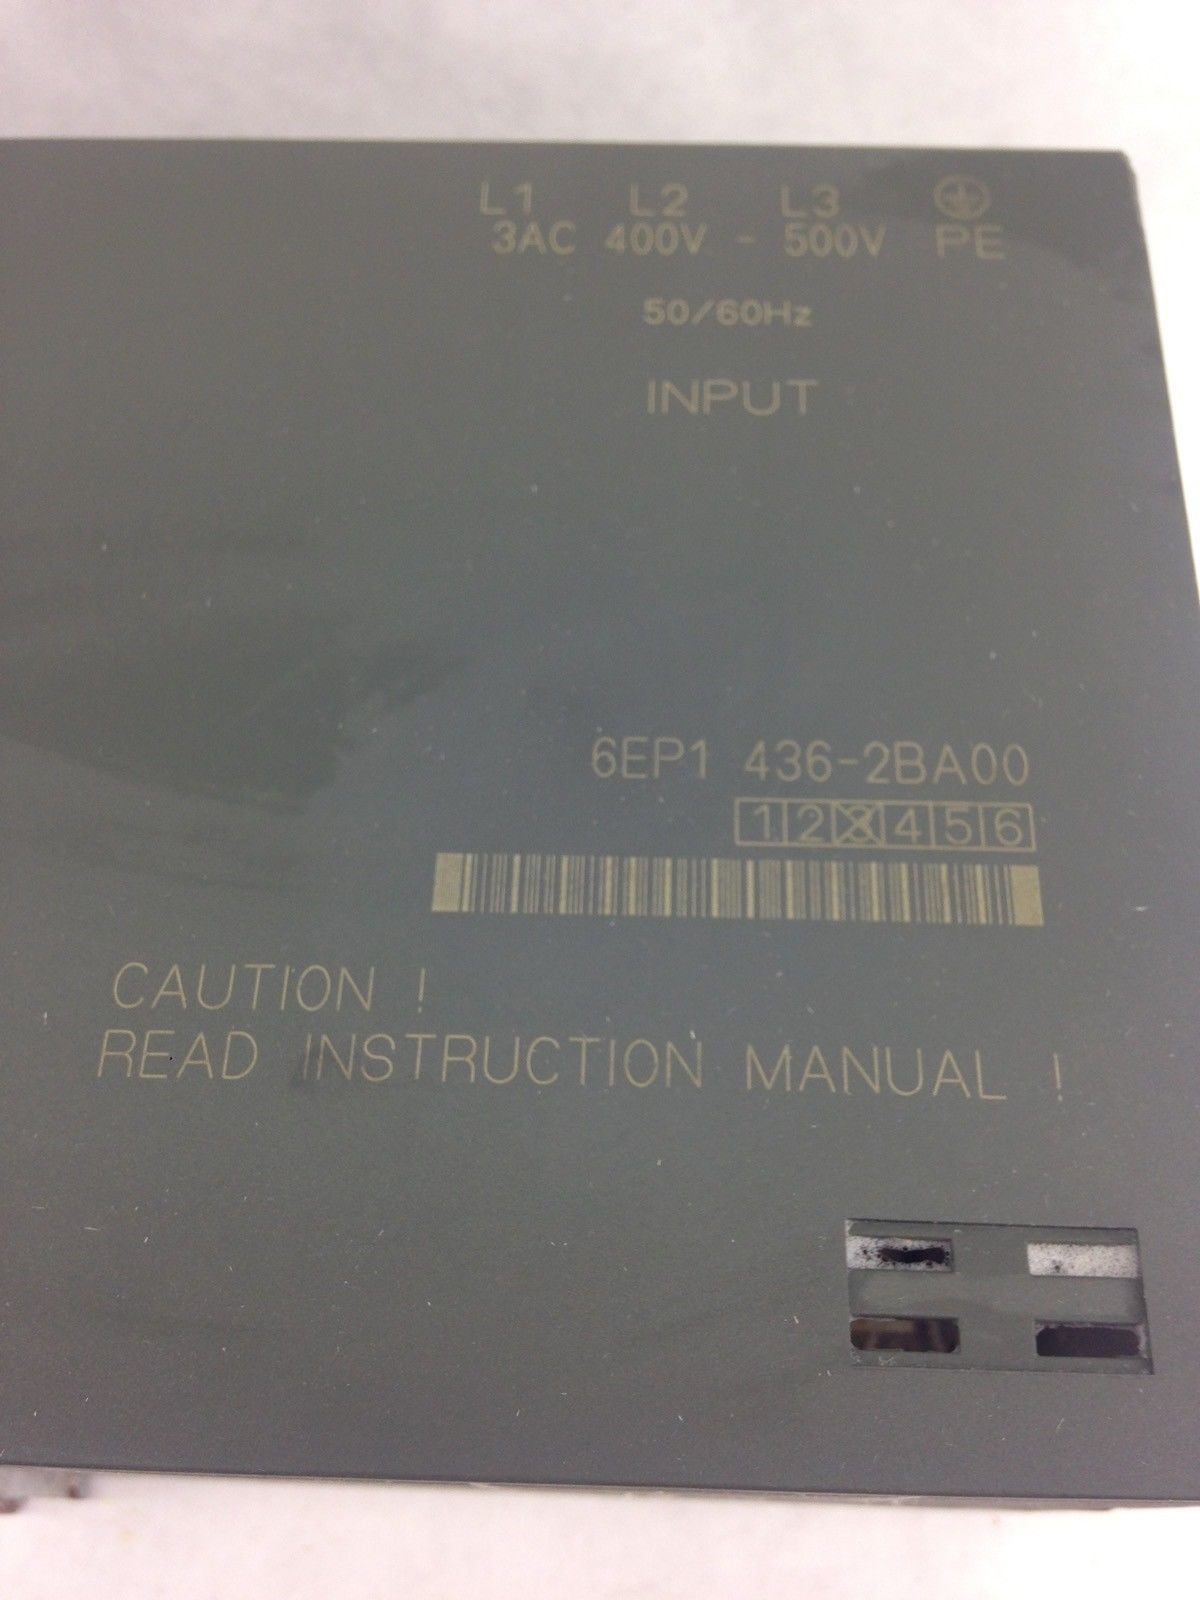 L1 L2 L3
3AC 400V - 500V PE
50/60Hz
INPUT
6EP1 436-2BA00
1 2 3 4 5 6
CAUTION !
READ INSTRUCTION MANUAL !